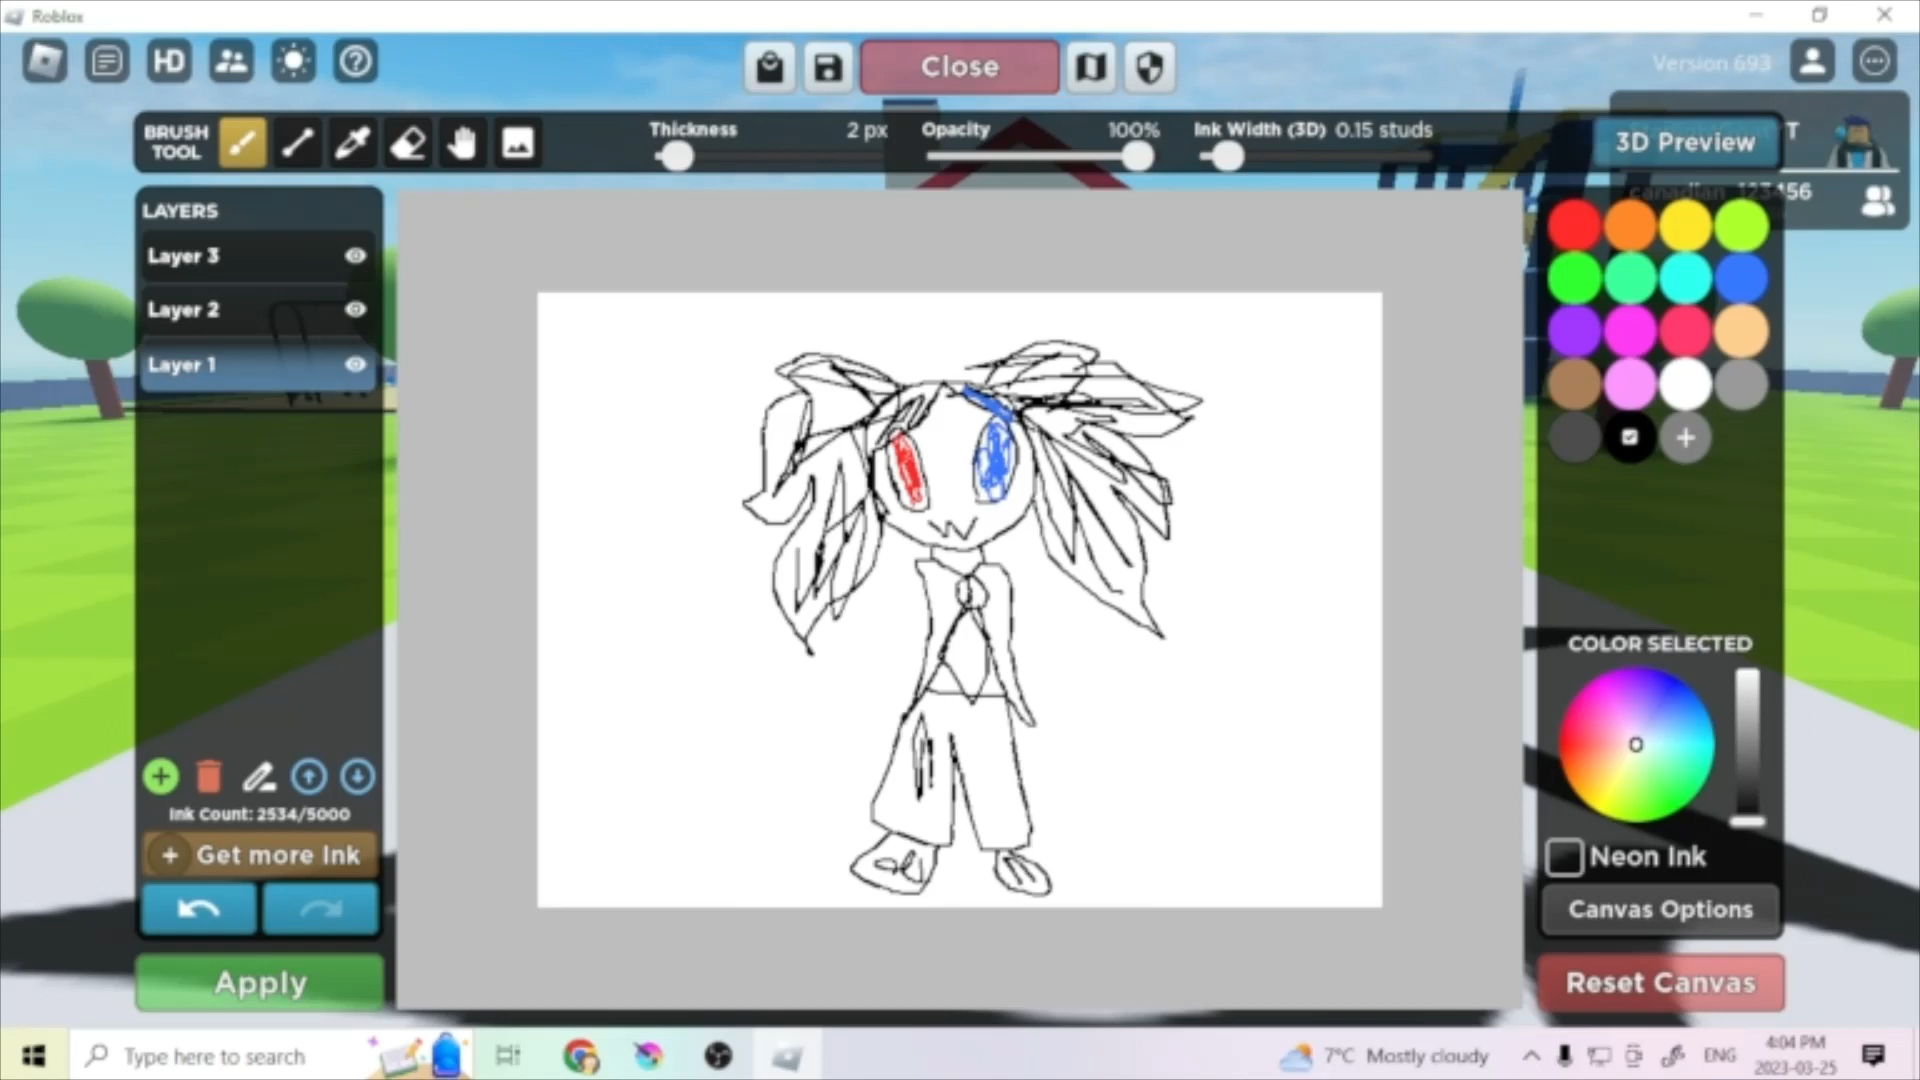 Roblox
HD
Close
Version 693
BRUSH
TOOL
Thickness
2 px
Opacity
100%
Ink Width (3D) 0.15 studs
3D Preview
T
canadian_123456
LAYERS
Layer 3
Layer 2
Layer 1
COLOR SELECTED
Ink Count: 2534/5000
+ Get more Ink
Neon Ink
Canvas Options
Apply
Reset Canvas
Type here to search
7°C Mostly cloudy
ENG
4:04 PM
2023-03-25